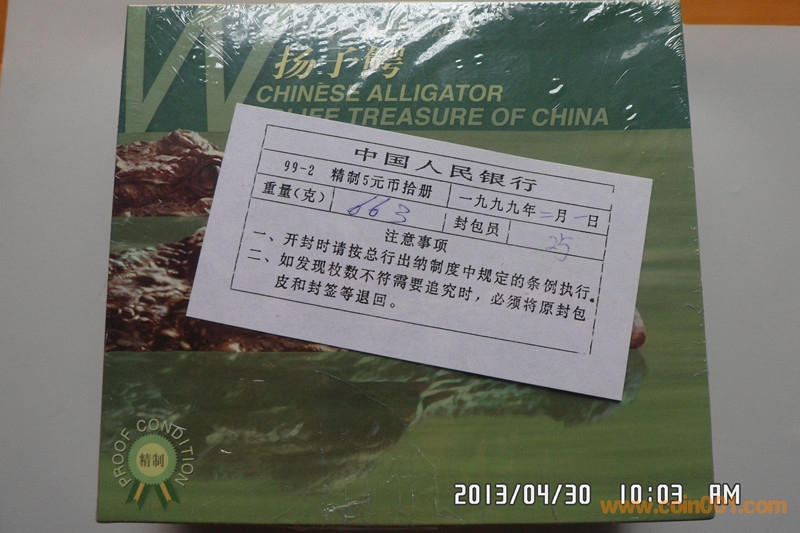 扬子鳄
CHINESE ALLIGATOR
LIFE TREASURE OF CHINA
中国人民银行
99-2 精制5元币拾册 一九九九年二月一日
重量(克) 663 封包员 25
注意事项
一、开封时请按总行出纳制度中规定的条例执行。
二、如发现枚数不符需要追究时，必须将原封包
皮和封签等退回。
PROOF CONDITION
精制
2013/04/30 10:03 AM
www.coin001.com